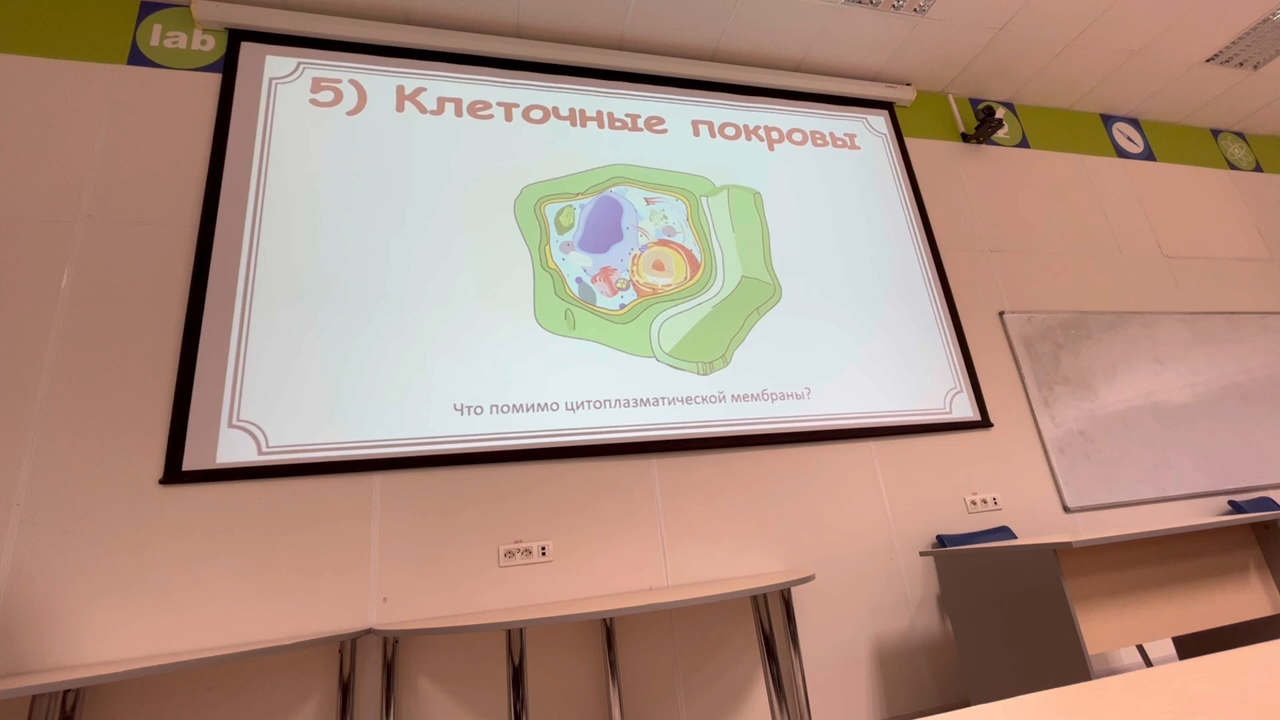 lab
5) Клеточные покровы
Что помимо цитоплазматической мембраны?